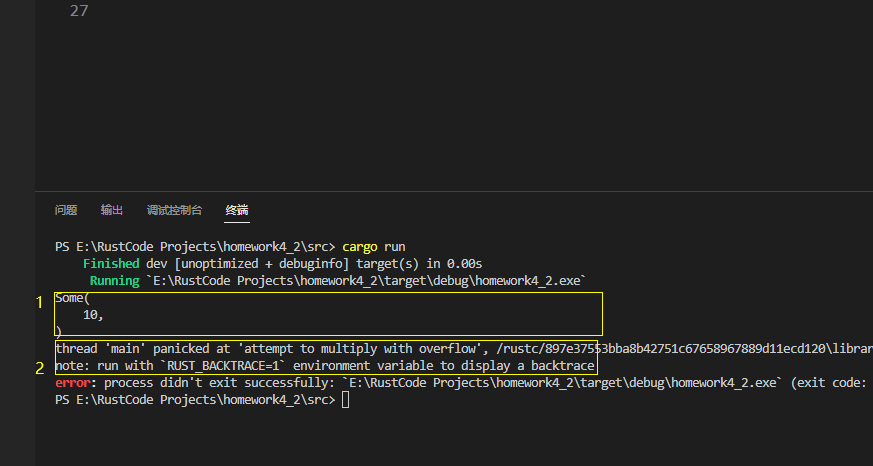 27
问题 输出 调试控制台 终端
PS E:\RustCode Projects\homework4_2\src> cargo run
Finished dev [unoptimized + debuginfo] target(s) in 0.00s
Running `E:\RustCode Projects\homework4_2\target\debug\homework4_2.exe`
1 Some(
10,
)
thread 'main' panicked at 'attempt to multiply with overflow', /rustc/897e37553bba8b42751c67658967889d11ecd120\librar
2 note: run with `RUST_BACKTRACE=1` environment variable to display a backtrace
error: process didn't exit successfully: `E:\RustCode Projects\homework4_2\target\debug\homework4_2.exe` (exit code:
PS E:\RustCode Projects\homework4_2\src>